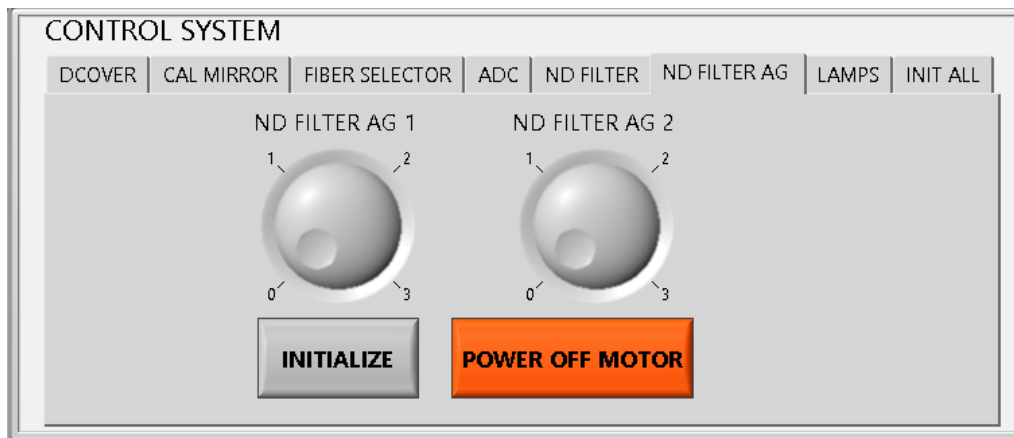 CONTROL SYSTEM
DCOVER CAL MIRROR FIBER SELECTOR ADC ND FILTER ND FILTER AG LAMPS INIT ALL
ND FILTER AG 1 ND FILTER AG 2
1 2 1 2
0 3 0 3
INITIALIZE POWER OFF MOTOR